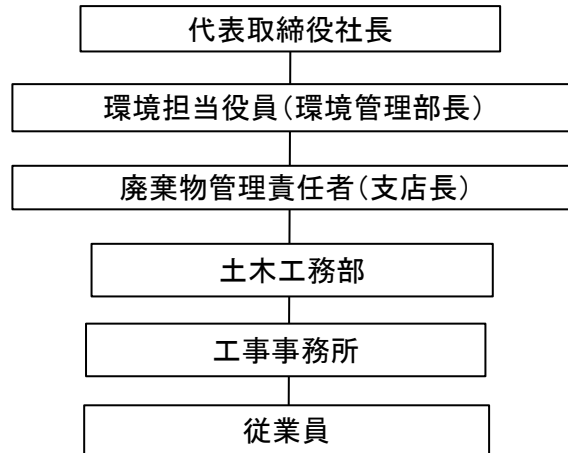 代表取締役社長
環境担当役員(環境管理部長)
廃棄物管理責任者(支店長)
土木工務部
工事事務所
従業員